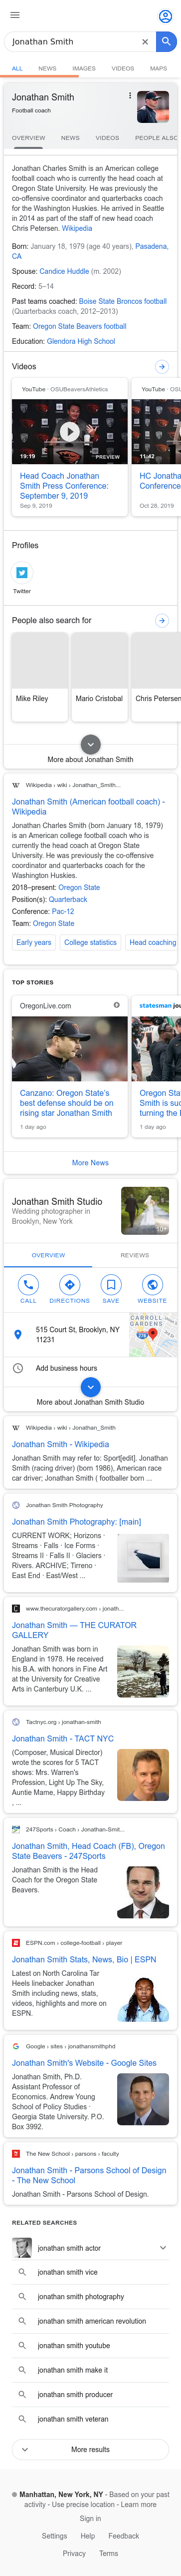 Jonathan Smith
ALL NEWS IMAGES VIDEOS MAPS
Jonathan Smith
Football coach
OVERVIEW NEWS VIDEOS PEOPLE ALSO
Jonathan Charles Smith is an American college
football coach who is currently the head coach at
Oregon State University. He was previously the
co-offensive coordinator and quarterbacks coach
for the Washington Huskies. He arrived in Seattle
in 2014 as part of the staff of new head coach
Chris Petersen. Wikipedia
Born: January 18, 1979 (age 40 years), Pasadena,
CA
Spouse: Candice Huddle (m. 2002)
Record: 5–14
Past teams coached: Boise State Broncos football
(Quarterbacks coach, 2012–2013)
Team: Oregon State Beavers football
Education: Glendora High School
Videos
YouTube · OSUBeaversAthletics
19:19 PREVIEW
Head Coach Jonathan
Smith Press Conference:
September 9, 2019
Sep 9, 2019
YouTube · OSU
11:42
HC Jonatha
Conference
Oct 28, 2019
Profiles
Twitter
People also search for
Mike Riley
Mario Cristobal
Chris Petersen
More about Jonathan Smith
Wikipedia › wiki › Jonathan_Smith...
Jonathan Smith (American football coach) -
Wikipedia
Jonathan Charles Smith (born January 18, 1979)
is an American college football coach who is
currently the head coach at Oregon State
University. He was previously the co-offensive
coordinator and quarterbacks coach for the
Washington Huskies.
2018–present: Oregon State
Position(s): Quarterback
Conference: Pac-12
Team: Oregon State
Early years College statistics Head coaching
TOP STORIES
OregonLive.com
Canzano: Oregon State's
best defense should be on
rising star Jonathan Smith
1 day ago
statesman jou
Oregon Sta
Smith is suc
turning the B
1 day ago
More News
Jonathan Smith Studio
Wedding photographer in
Brooklyn, New York
OVERVIEW REVIEWS
CALL DIRECTIONS SAVE WEBSITE
515 Court St, Brooklyn, NY
11231
CARROLL
GARDENS
Add business hours
More about Jonathan Smith Studio
Wikipedia › wiki › Jonathan_Smith
Jonathan Smith - Wikipedia
Jonathan Smith may refer to: Sport[edit]. Jonathan
Smith (racing driver) (born 1986), American race
car driver; Jonathan Smith ( footballer born ...
Jonathan Smith Photography
Jonathan Smith Photography: [main]
CURRENT WORK; Horizons ·
Streams · Falls · Ice Forms ·
Streams II · Falls II · Glaciers ·
Rivers. ARCHIVE; Tirreno ·
East End · East/West ...
www.thecuratorgallery.com › jonath...
Jonathan Smith — THE CURATOR
GALLERY
Jonathan Smith was born in
England in 1978. He received
his B.A. with honors in Fine Art
at the University for Creative
Arts in Canterbury U.K. ...
Tactnyc.org › jonathan-smith
Jonathan Smith - TACT NYC
(Composer, Musical Director)
wrote the scores for 5 TACT
shows: Mrs. Warren's
Profession, Light Up The Sky,
Auntie Mame, Happy Birthday
, ...
247Sports › Coach › Jonathan-Smit...
Jonathan Smith, Head Coach (FB), Oregon
State Beavers - 247Sports
Jonathan Smith is the Head
Coach for the Oregon State
Beavers.
ESPN.com › college-football › player
Jonathan Smith Stats, News, Bio | ESPN
Latest on North Carolina Tar
Heels linebacker Jonathan
Smith including news, stats,
videos, highlights and more on
ESPN.
Google › sites › jonathansmithphd
Jonathan Smith's Website - Google Sites
Jonathan Smith, Ph.D.
Assistant Professor of
Economics. Andrew Young
School of Policy Studies ·
Georgia State University. P.O.
Box 3992.
The New School › parsons › faculty
Jonathan Smith - Parsons School of Design
- The New School
Jonathan Smith - Parsons School of Design.
RELATED SEARCHES
jonathan smith actor
jonathan smith vice
jonathan smith photography
jonathan smith american revolution
jonathan smith youtube
jonathan smith make it
jonathan smith producer
jonathan smith veteran
More results
Manhattan, New York, NY - Based on your past
activity - Use precise location - Learn more
Sign in
Settings Help Feedback
Privacy Terms